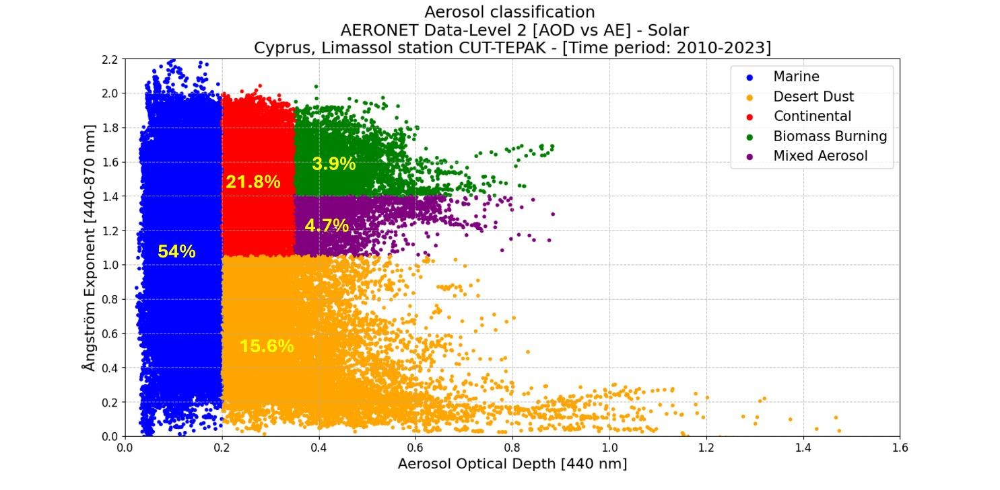 Aerosol classification
AERONET Data-Level 2 [AOD vs AE] - Solar
Cyprus, Limassol station CUT-TEPAK - [Time period: 2010-2023]
2.2
2.0
1.8
1.6
1.4
1.2
1.0
0.8
0.6
0.4
0.2
0.0
Ångström Exponent [440-870 nm]
Marine
Desert Dust
Continental
Biomass Burning
Mixed Aerosol
3.9%
21.8%
4.7%
54%
15.6%
0.0 0.2 0.4 0.6 0.8 1.0 1.2 1.4 1.6
Aerosol Optical Depth [440 nm]